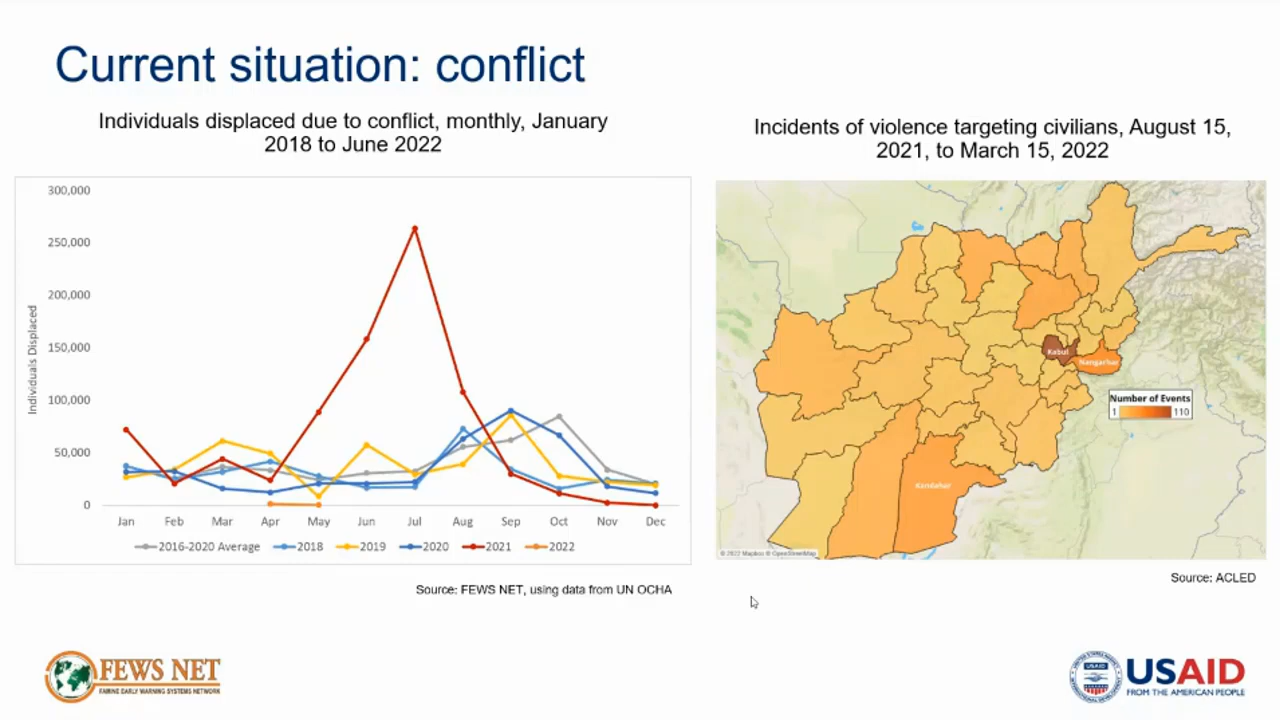 Current situation: conflict
Individuals displaced due to conflict, monthly, January
2018 to June 2022
300,000
250,000
200,000
150,000
100,000
50,000
0
Individuals Displaced
Jan Feb Mar Apr May Jun Jul Aug Sep Oct Nov Dec
2016-2020 Average 2018 2019 2020 2021 2022
Source: FEWS NET, using data from UN OCHA
Incidents of violence targeting civilians, August 15,
2021, to March 15, 2022
Kabul
Nangarhar
Kandahar
Number of Events
1 110
© 2022 Mapbox © OpenStreetMap
Source: ACLED
FEWS NET
FAMINE EARLY WARNING SYSTEMS NETWORK
USAID
USAID
FROM THE AMERICAN PEOPLE